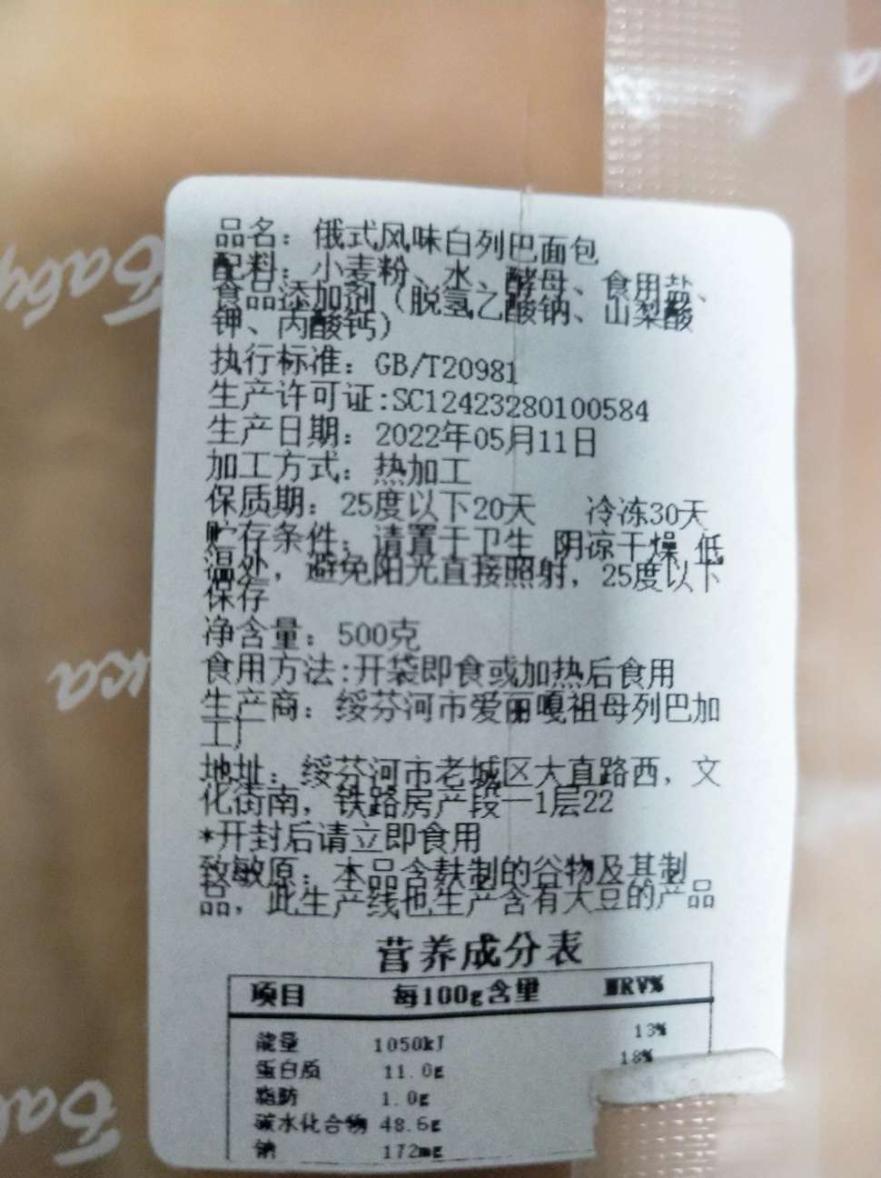 品名：俄式风味白列巴面包
配料：小麦粉、水、酵母、食用盐、
食品添加剂（脱氢乙酸钠、山梨酸
钾、丙酸钙）
执行标准：GB/T20981
生产许可证:SC12423280100584
生产日期：2022年05月11日
加工方式：热加工
保质期：25度以下20天 冷冻30天
贮存条件：请置于卫生 阴凉干燥 低
温处，避免阳光直接照射，25度以下
保存
净含量：500克
食用方法:开袋即食或加热后食用
生产商：绥芬河市爱丽嘎祖母列巴加
工厂
地址：绥芬河市老城区大直路西，文
化街南，铁路房产段一1层22
*开封后请立即食用
致敏原：本品含麸制的谷物及其制
品，此生产线也生产含有大豆的产品
营养成分表
项目 每100g含量 NRV%
能量 1050kJ 13%
蛋白质 11.0g 18%
脂肪 1.0g
碳水化合物 48.6g
钠 172mg